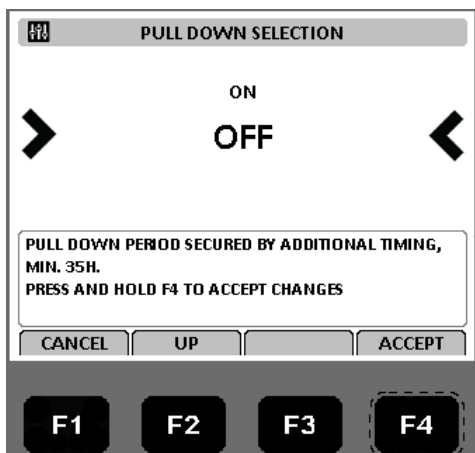 PULL DOWN SELECTION
ON
OFF
PULL DOWN PERIOD SECURED BY ADDITIONAL TIMING,
MIN. 35H.
PRESS AND HOLD F4 TO ACCEPT CHANGES
CANCEL UP ACCEPT
F1 F2 F3 F4